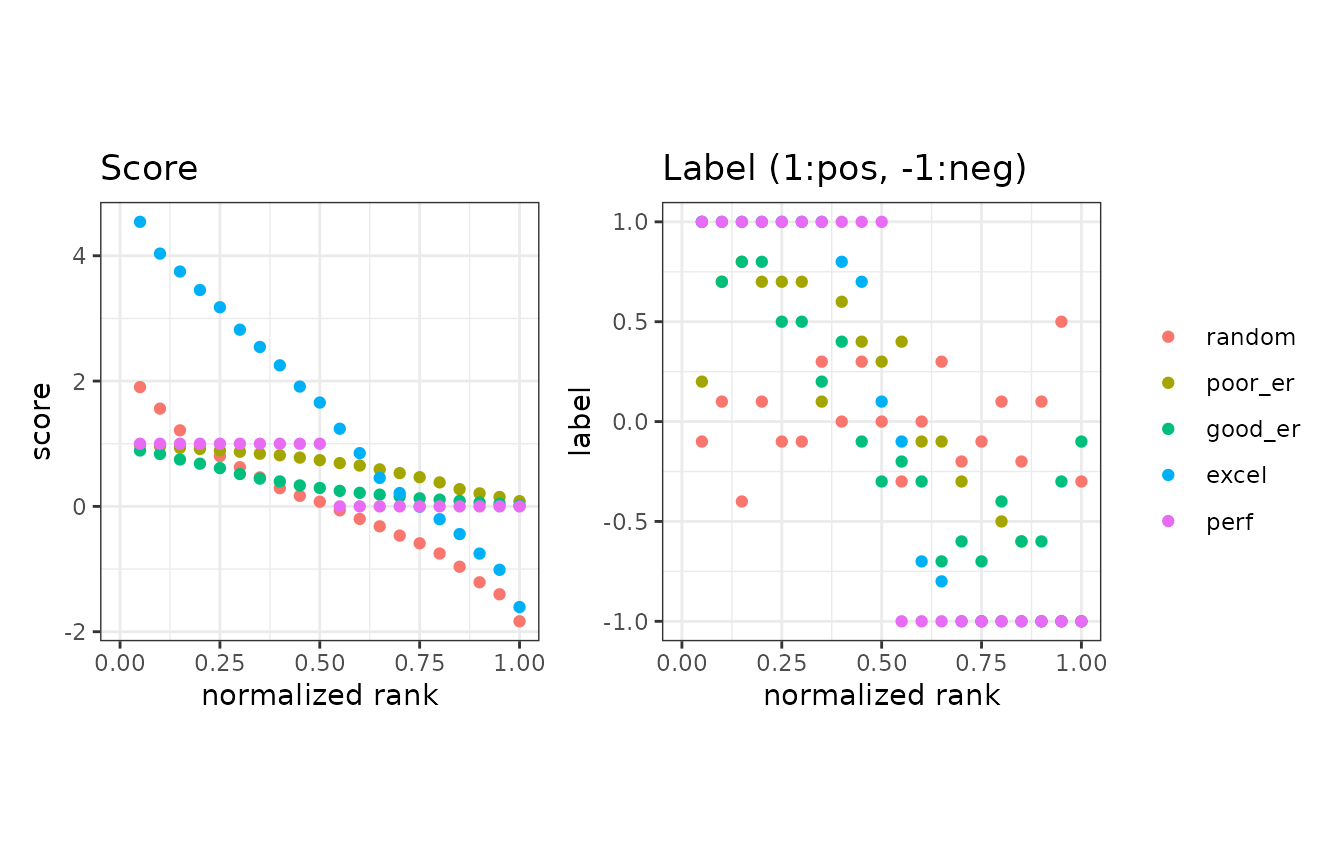 Score
score
4
2
0
-2
0.00 0.25 0.50 0.75 1.00
normalized rank
Label (1:pos, -1:neg)
label
1.0
0.5
0.0
-0.5
-1.0
0.00 0.25 0.50 0.75 1.00
normalized rank
random
poor_er
good_er
excel
perf